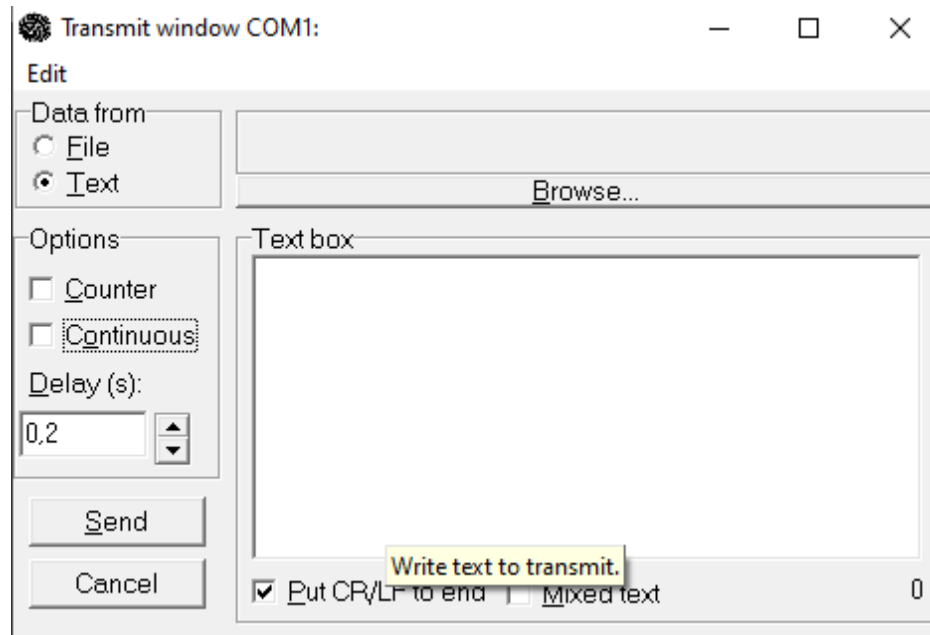 Transmit window COM1:
Edit
Data from
File
Text
Browse...
Options
Counter
Continuous
Delay (s):
0,2
Send
Cancel
Text box
Write text to transmit.
Put CR/LF to end
Mixed text
0